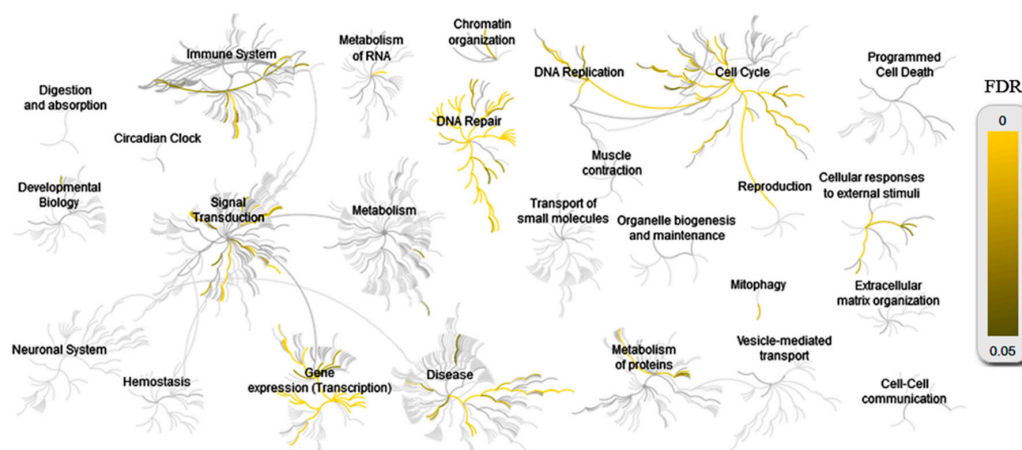 Immune System
Metabolism
of RNA
Chromatin
organization
DNA Replication
Cell Cycle
Programmed
Cell Death
FDR
0
0.05
Digestion
and absorption
Circadian Clock
DNA Repair
Muscle
contraction
Reproduction
Cellular responses
to external stimuli
Developmental
Biology
Signal
Transduction
Metabolism
Transport of
small molecules
Organelle biogenesis
and maintenance
Mitophagy
Extracellular
matrix organization
Neuronal System
Hemostasis
Gene
expression (Transcription)
Disease
Metabolism
of proteins
Vesicle-mediated
transport
Cell-Cell
communication